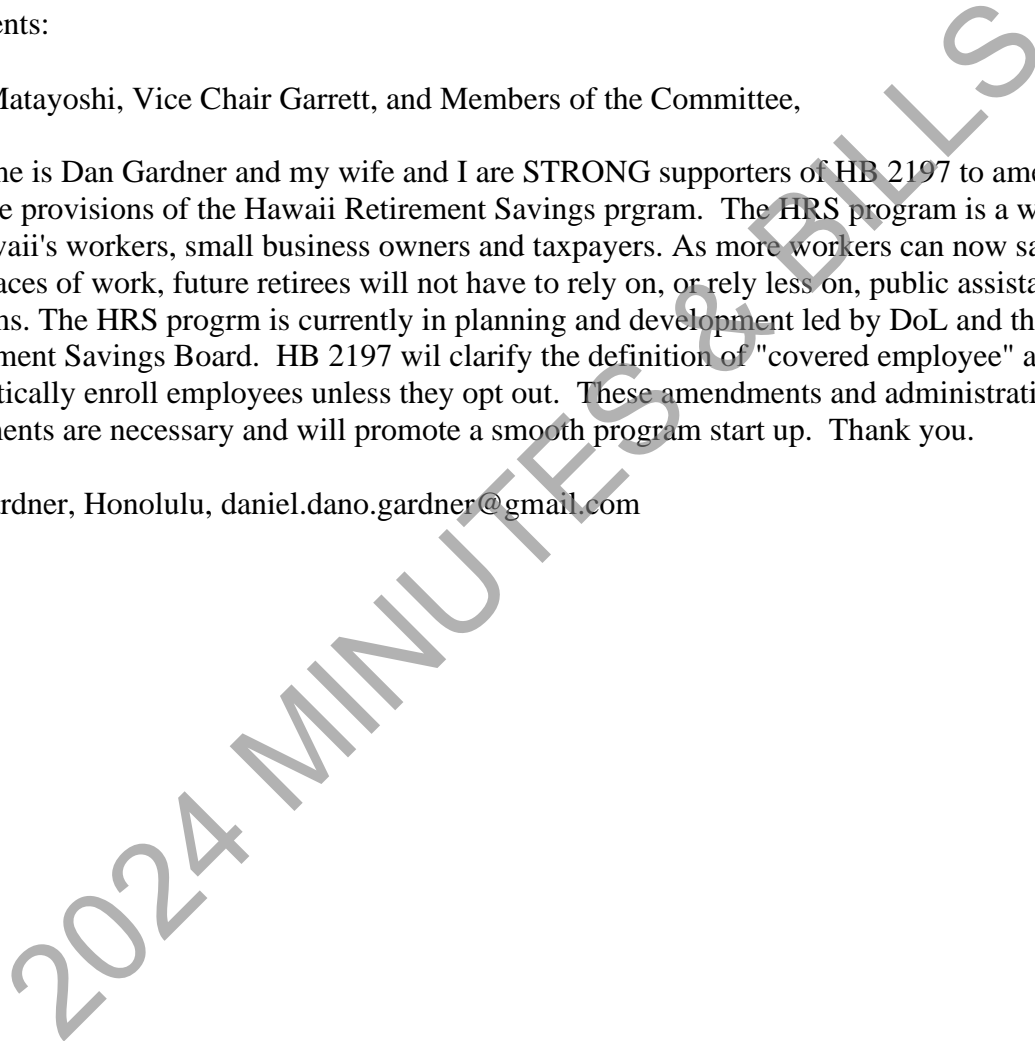 ents:
Matayoshi, Vice Chair Garrett, and Members of the Committee,
ne is Dan Gardner and my wife and I are STRONG supporters of HB 2197 to ame
e provisions of the Hawaii Retirement Savings prgram. The HRS program is a w
vaii's workers, small business owners and taxpayers. As more workers can now sa
aces of work, future retirees will not have to rely on, or rely less on, public assista
ns. The HRS progrm is currently in planning and development led by DoL and th
ment Savings Board. HB 2197 wil clarify the definition of "covered employee" a
tically enroll employees unless they opt out. These amendments and administrati
nents are necessary and will promote a smooth program start up. Thank you.
rdner, Honolulu, daniel.dano.gardner@gmail.com
2024 MINUTES & BILLS